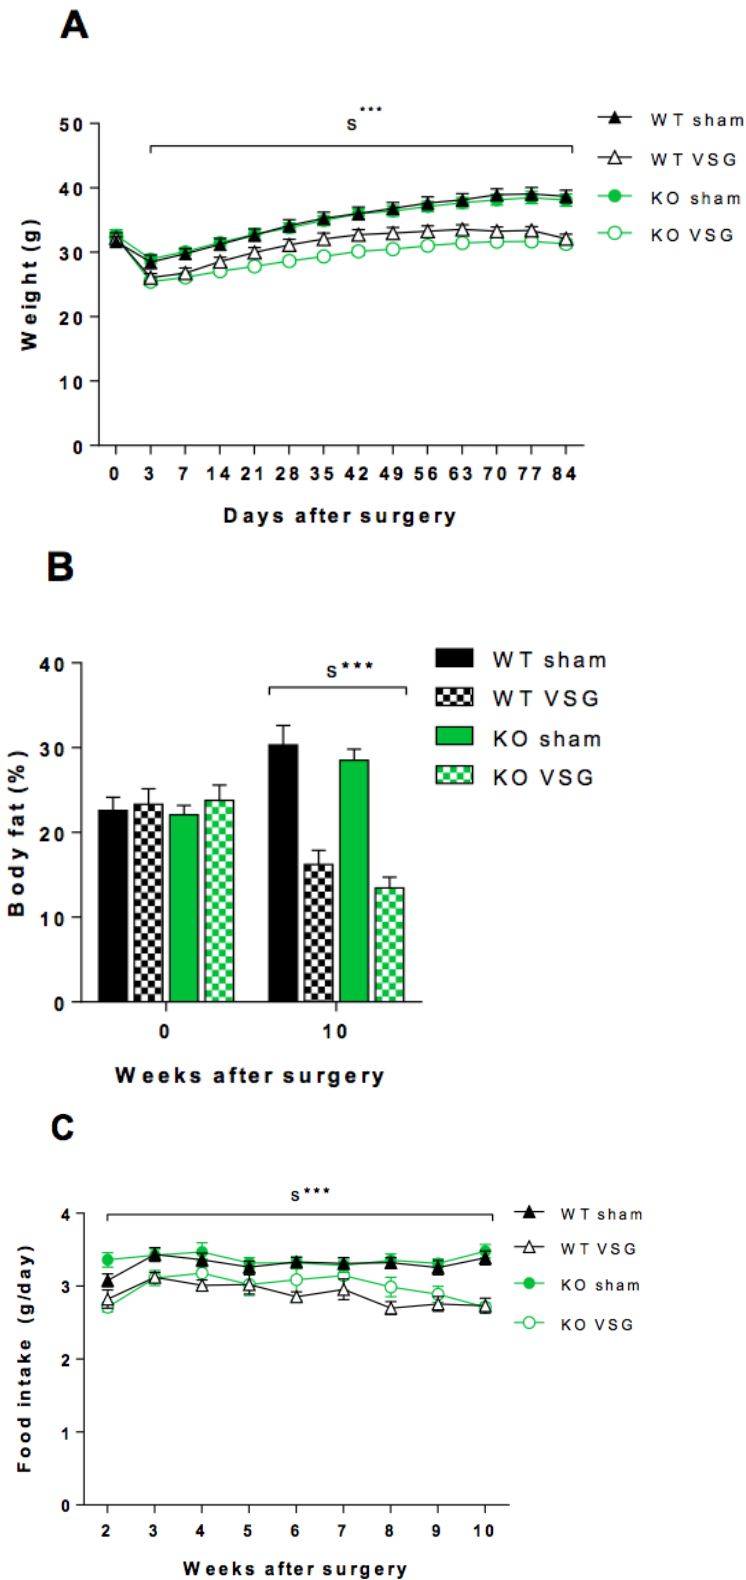 A
s***
50
40
30
20
10
0
Weight (g)
0 3 7 14 21 28 35 42 49 56 63 70 77 84
Days after surgery
WT sham
WT VSG
KO sham
KO VSG
B
s***
40
30
20
10
0
Body fat (%)
0 10
Weeks after surgery
WT sham
WT VSG
KO sham
KO VSG
C
s***
4
3
2
1
0
Food intake (g/day)
2 3 4 5 6 7 8 9 10
Weeks after surgery
WT sham
WT VSG
KO sham
KO VSG